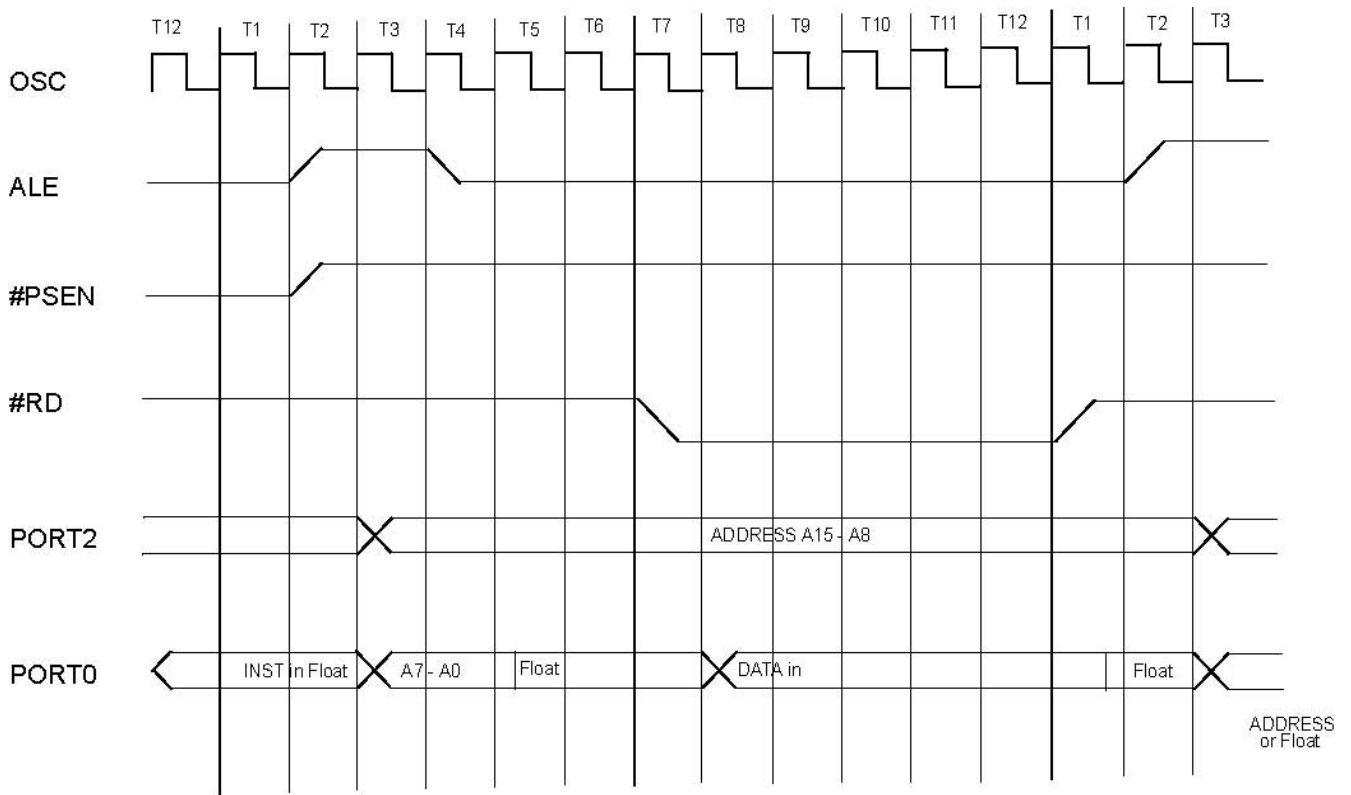 T12 T1 T2 T3 T4 T5 T6 T7 T8 T9 T10 T11 T12 T1 T2 T3
OSC
ALE
#PSEN
#RD
PORT2 ADDRESS A15 - A8
PORT0 INST in Float A7 - A0 Float DATA in Float
ADDRESS
or Float